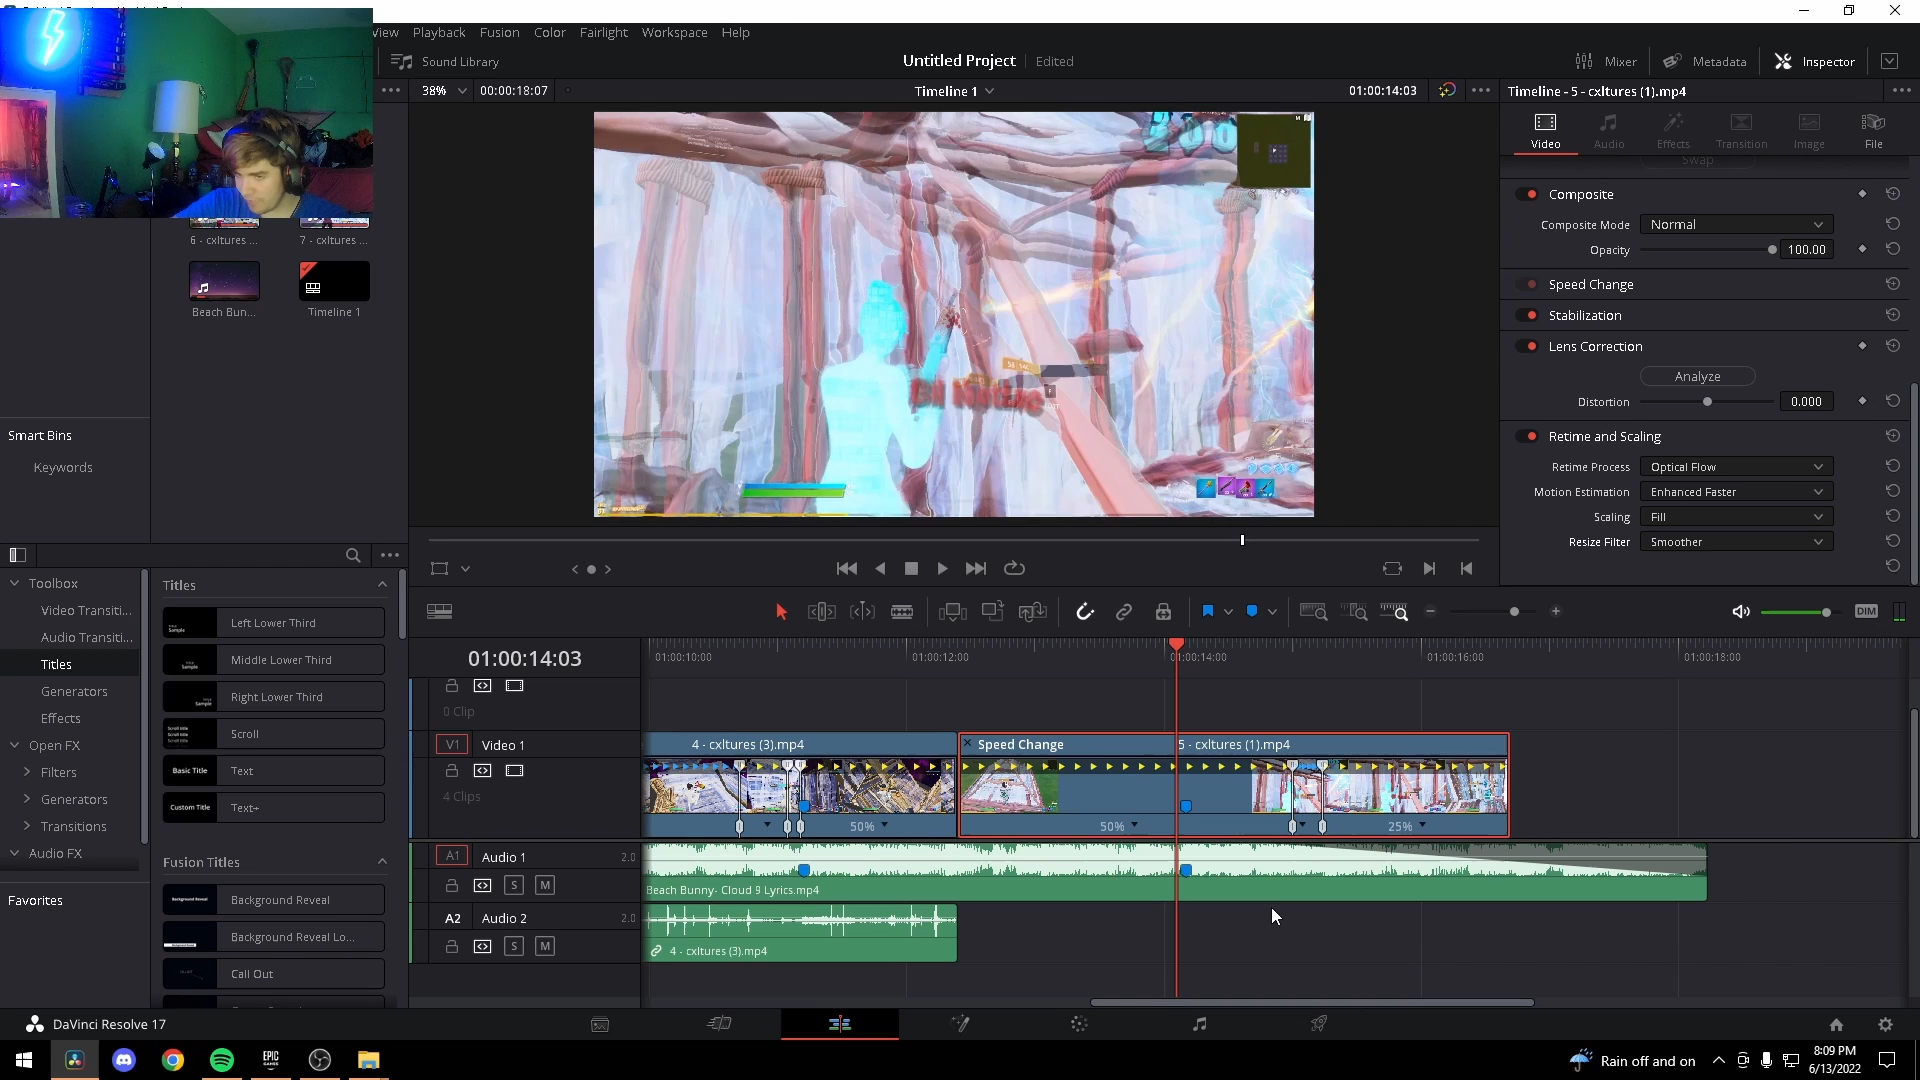 View Playback Fusion Color Fairlight Workspace Help
Sound Library
Untitled Project Edited
Mixer Metadata Inspector
38% 00:00:18:07 Timeline 1 01:00:14:03
Timeline - 5 - cxltures (1).mp4
Video Audio Effects Transition Image File
Swap
Composite
Composite Mode Normal
Opacity 100.00
Speed Change
Stabilization
Lens Correction
Analyze
Distortion 0.000
Retime and Scaling
Retime Process Optical Flow
Motion Estimation Enhanced Faster
Scaling Fill
Resize Filter Smoother
6 - cxltures ... 7 - cxltures ...
Beach Bun... Timeline 1
Smart Bins
Keywords
Toolbox
Video Transiti...
Audio Transiti...
Titles
Generators
Effects
Open FX
Filters
Generators
Transitions
Audio FX
Favorites
Titles
Left Lower Third
Middle Lower Third
Right Lower Third
Scroll
Basic Title Text
Custom Title Text+
Fusion Titles
Background Reveal Background Reveal
Background Reveal Lo...
Call Out
DIM
01:00:14:03
01:00:10:00 01:00:12:00 01:00:14:00 01:00:16:00 01:00:18:00
0 Clip
V1 Video 1
4 Clips
4 - cxltures (3).mp4
Speed Change 5 - cxltures (1).mp4
50% 50% 25%
A1 Audio 1 2.0
S M
Beach Bunny- Cloud 9 Lyrics.mp4
A2 Audio 2 2.0
S M
4 - cxltures (3).mp4
DaVinci Resolve 17
EPIC GAMES
Rain off and on
8:09 PM
6/13/2022